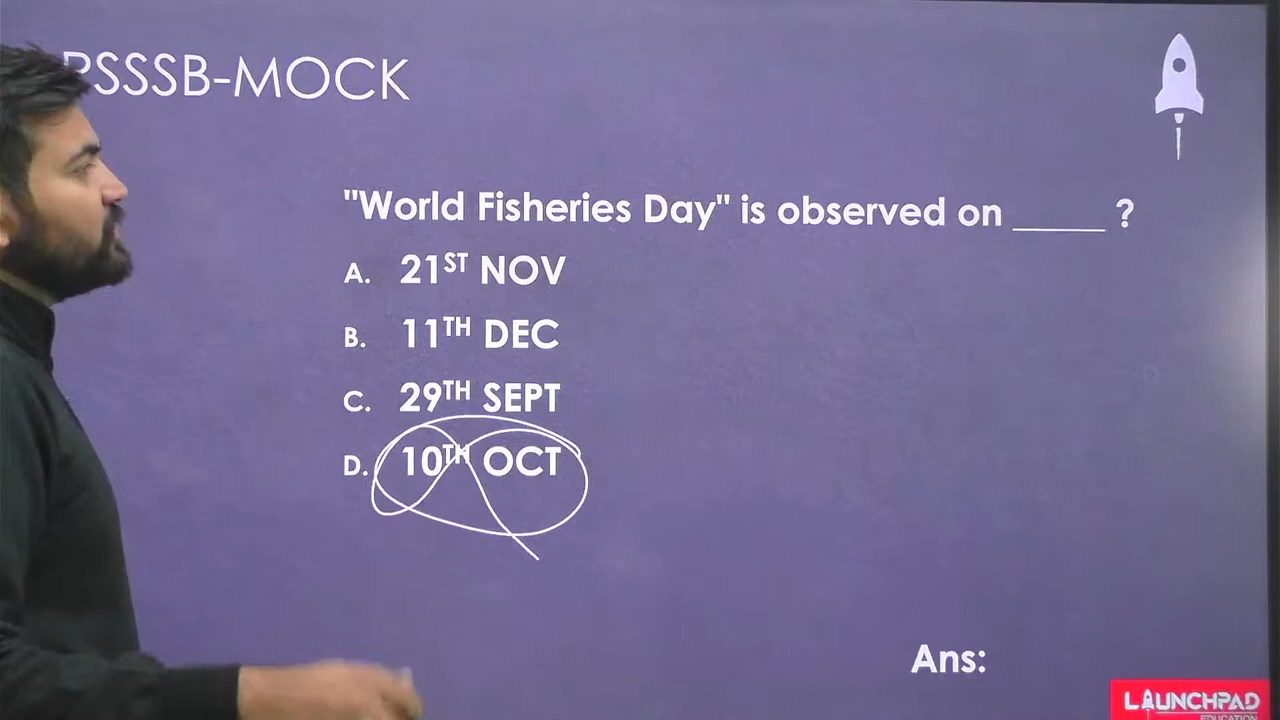 PSSSB-MOCK
"World Fisheries Day" is observed on _____ ?
A. 21ST NOV
B. 11TH DEC
C. 29TH SEPT
D. 10TH OCT
Ans:
LAUNCHPAD
EDUCATION